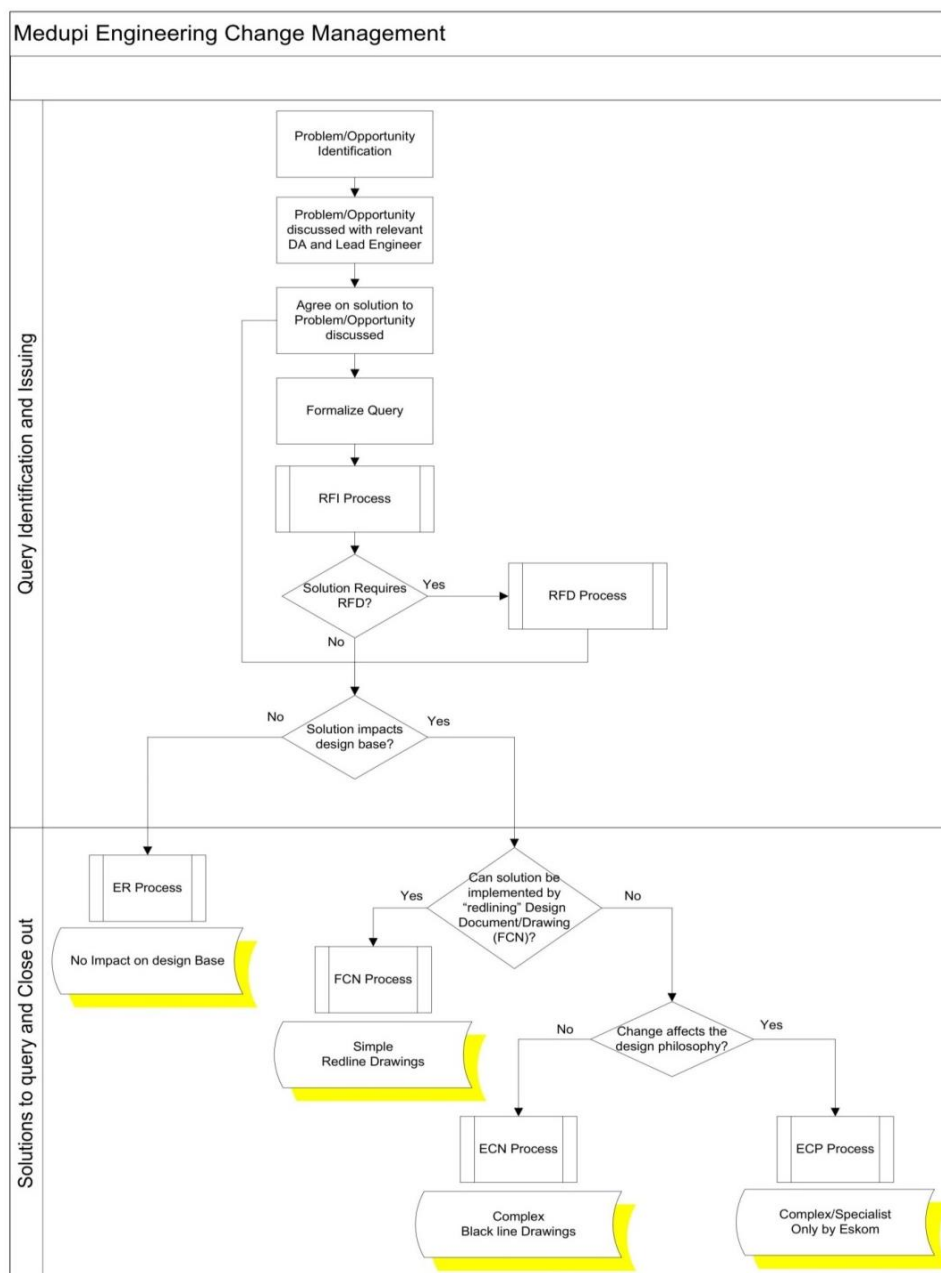 Medupi Engineering Change Management
Query Identification and Issuing
Problem/Opportunity
Identification
Problem/Opportunity
discussed with relevant
DA and Lead Engineer
Agree on solution to
Problem/Opportunity
discussed
Formalize Query
RFI Process
Solution Requires
RFD?
Yes
RFD Process
No
No
Solution impacts
design base?
Yes
Solutions to query and Close out
ER Process
No Impact on design Base
Yes
Can solution be
implemented by
“redlining” Design
Document/Drawing
(FCN)?
No
FCN Process
Simple
Redline Drawings
No
Change affects the
design philosophy?
Yes
ECN Process
Complex
Black line Drawings
ECP Process
Complex/Specialist
Only by Eskom